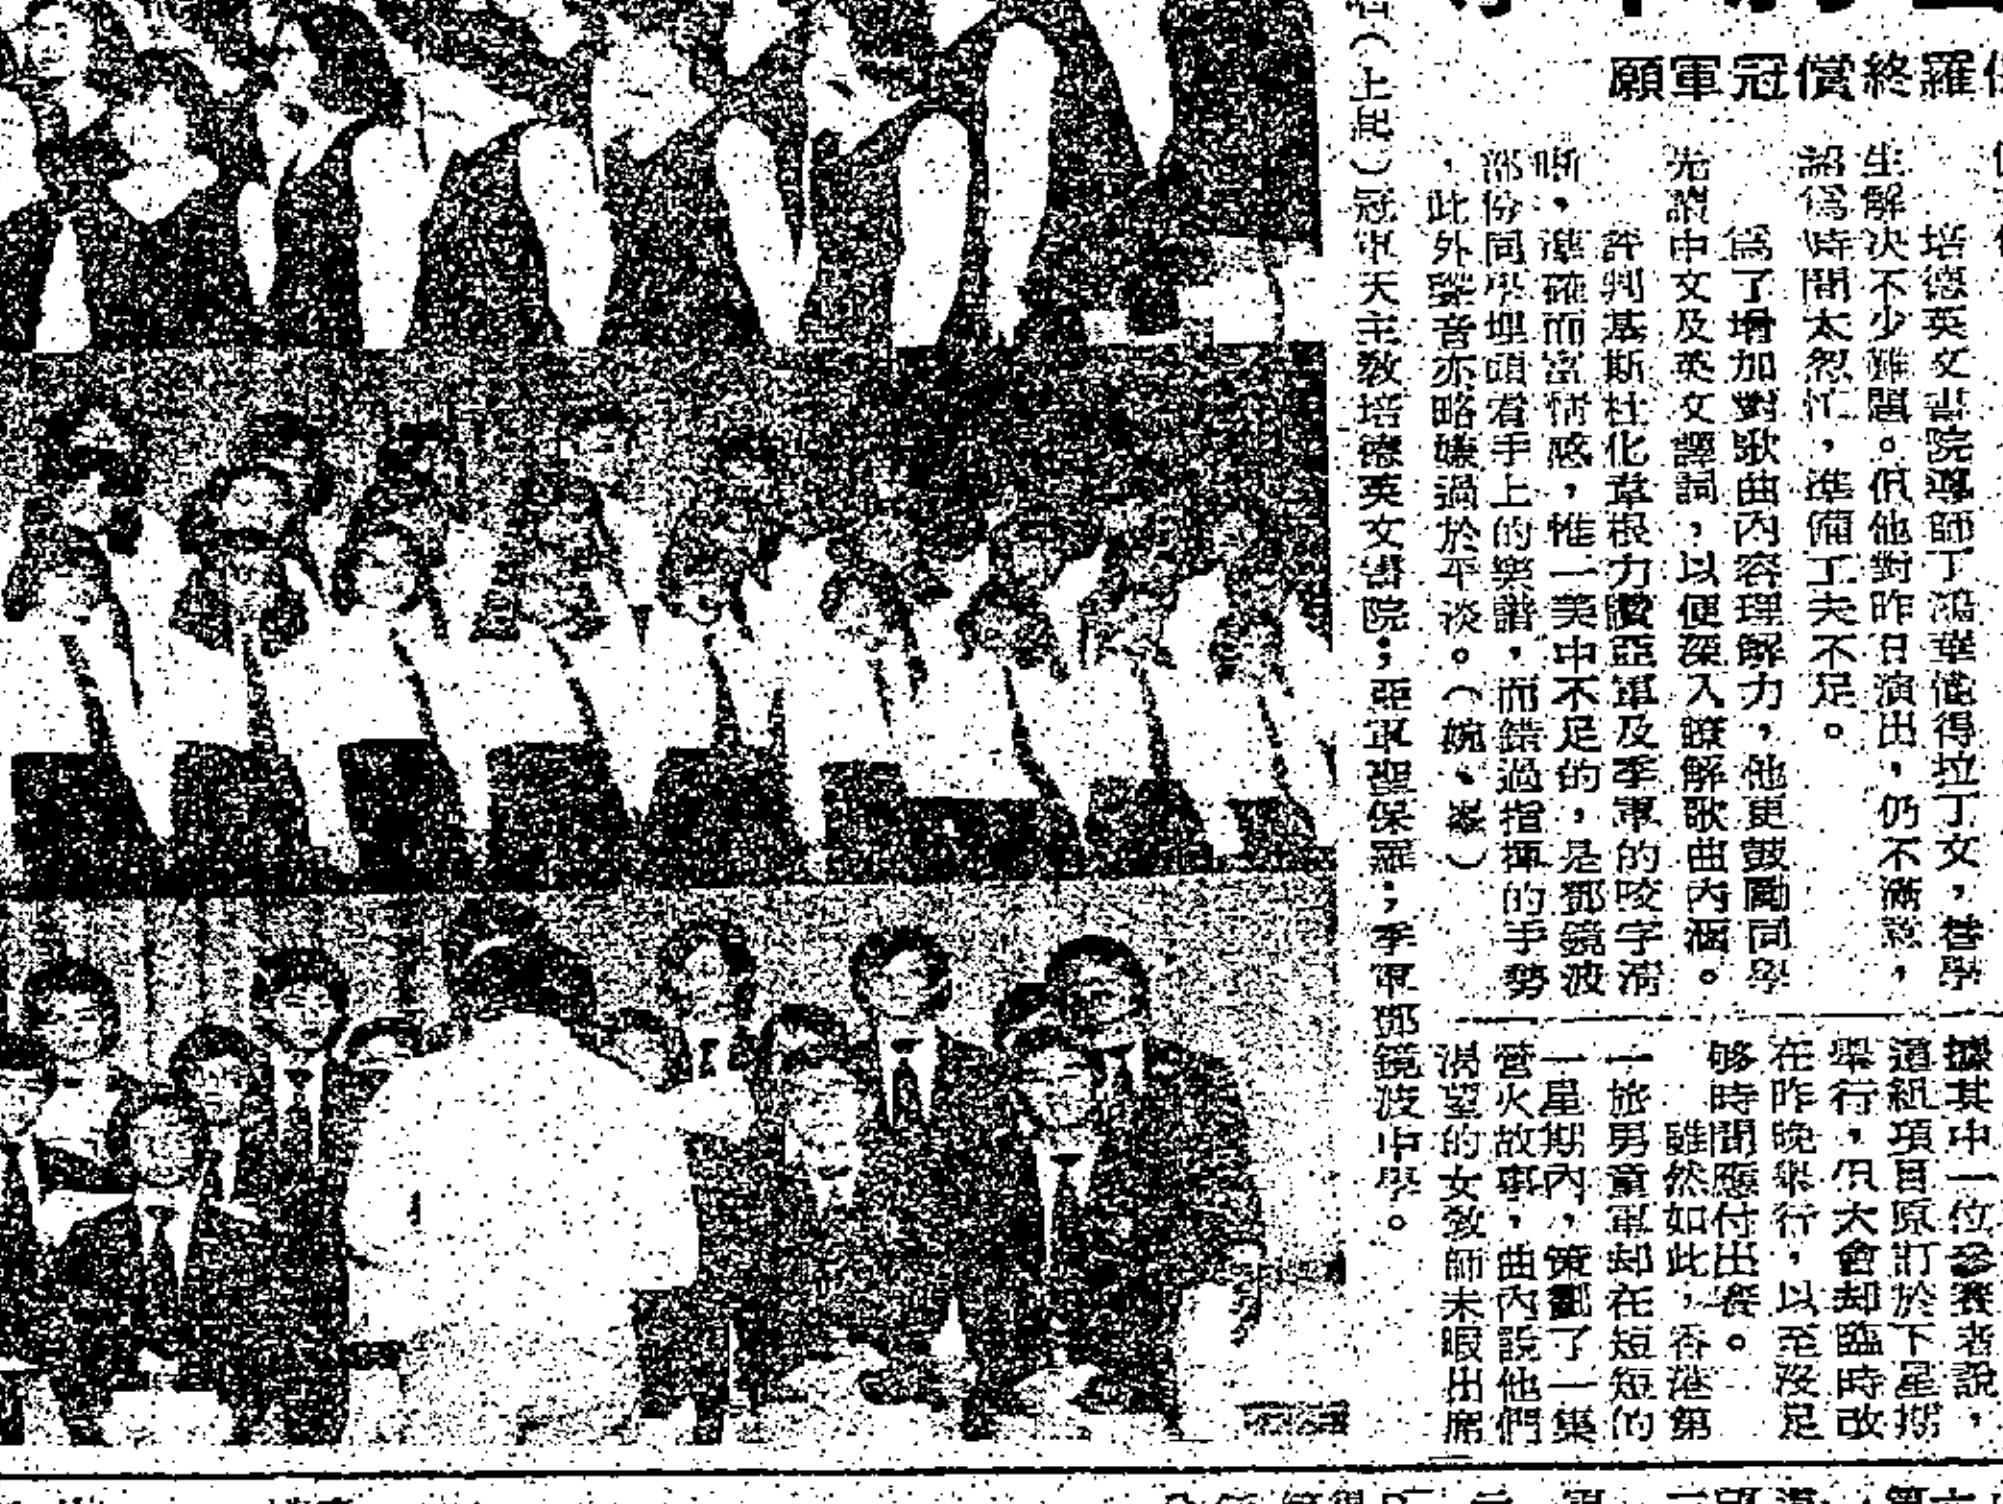 羅終償冠軍願
培德英文書院導師丁鴻華懂得拉丁文，替學
生解決不少難題。但他對昨日演出，仍不滿意，
認為時間太怱忙，準備工夫不足。
為了增加對歌曲內容理解力，他更鼓勵同學
先讀中文及英文譯詞，以便深入瞭解歌曲內涵。
評判基斯杜化韋根力讚亞軍及季軍的咬字清
晰，準確而富情感，惟一美中不足的，是鄧鏡波
部份同學埋頭看手上的樂譜，而錯過指揮的手勢
，此外聲音亦略嫌過於平淡。（婉、翠）
（上起）冠軍天主教培德英文書院；亞軍聖保羅；季軍鄧鏡波中學。
據其中一位參賽者說，
這組項目原訂於下星期
舉行，但大會却臨時改
在昨晚舉行，以至沒足
够時間應付出賽。
雖然如此，香港第
一旅男童軍却在短短的
一星期內，策劃了一集
營火故事，曲內說他們
渴望的女教師未暇出席